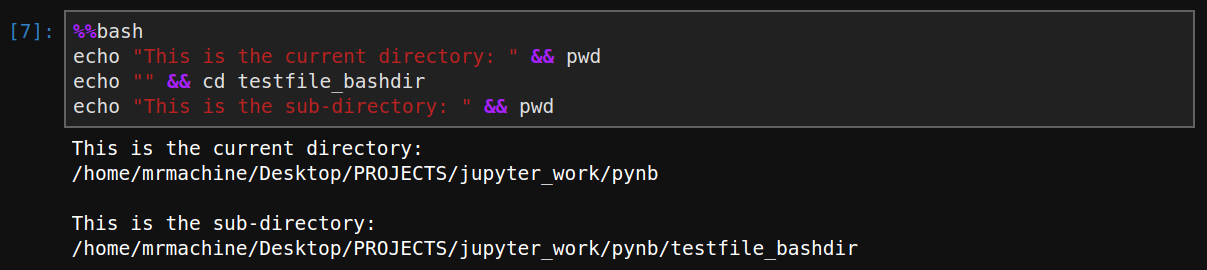 [7]: %%bash
echo "This is the current directory: " && pwd
echo "" && cd testfile_bashdir
echo "This is the sub-directory: " && pwd
This is the current directory:
/home/mrmachine/Desktop/PROJECTS/jupyter_work/pynb
This is the sub-directory:
/home/mrmachine/Desktop/PROJECTS/jupyter_work/pynb/testfile_bashdir